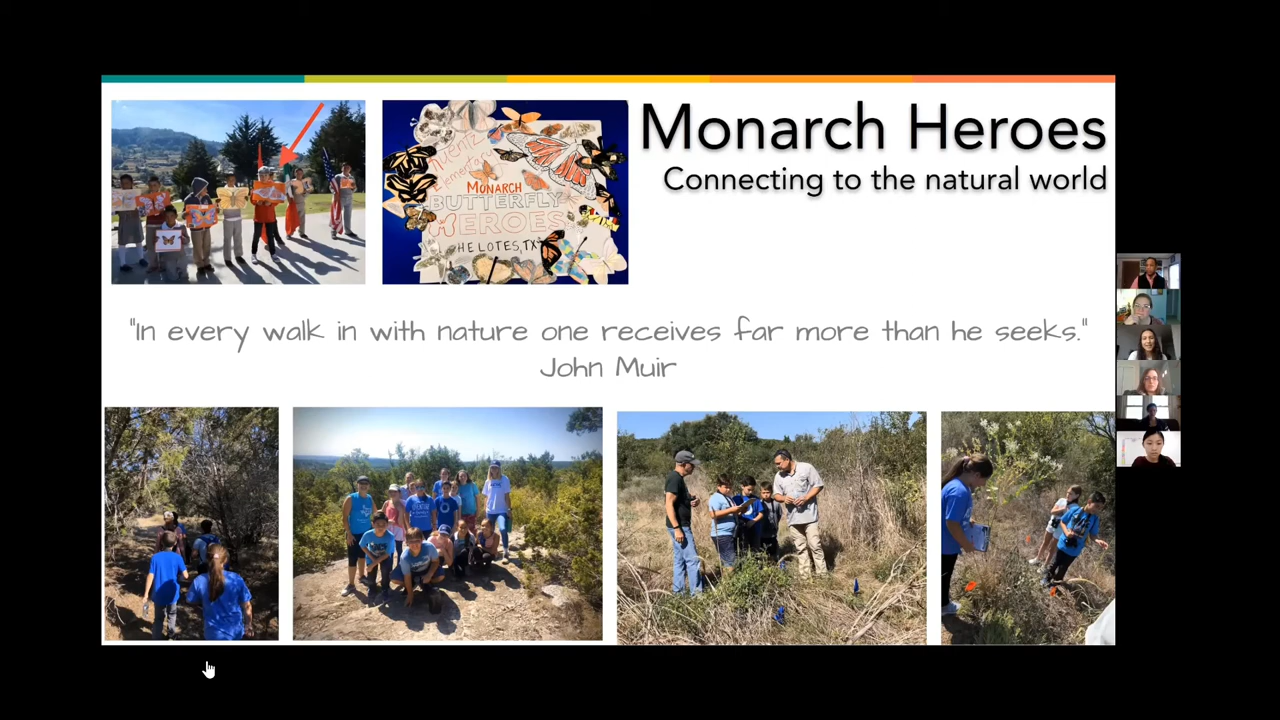 Monarch Heroes
Connecting to the natural world
MONARCH
BUTTERFLY
HEROES
HELOTES, TX
"In every walk in with nature one receives far more than he seeks."
John Muir